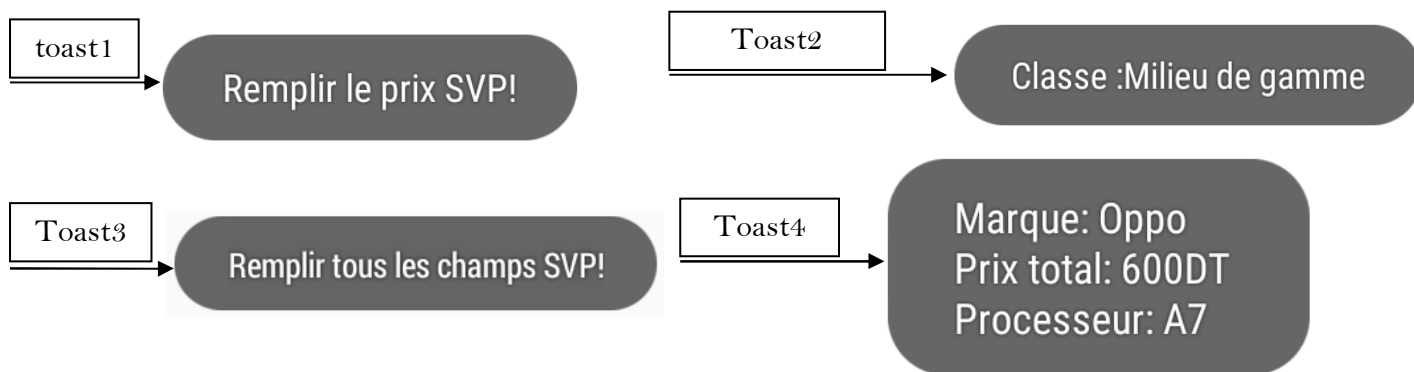 toast1
Remplir le prix SVP!
Toast2
Classe :Milieu de gamme
Toast3
Remplir tous les champs SVP!
Toast4
Marque: Oppo
Prix total: 600DT
Processeur: A7